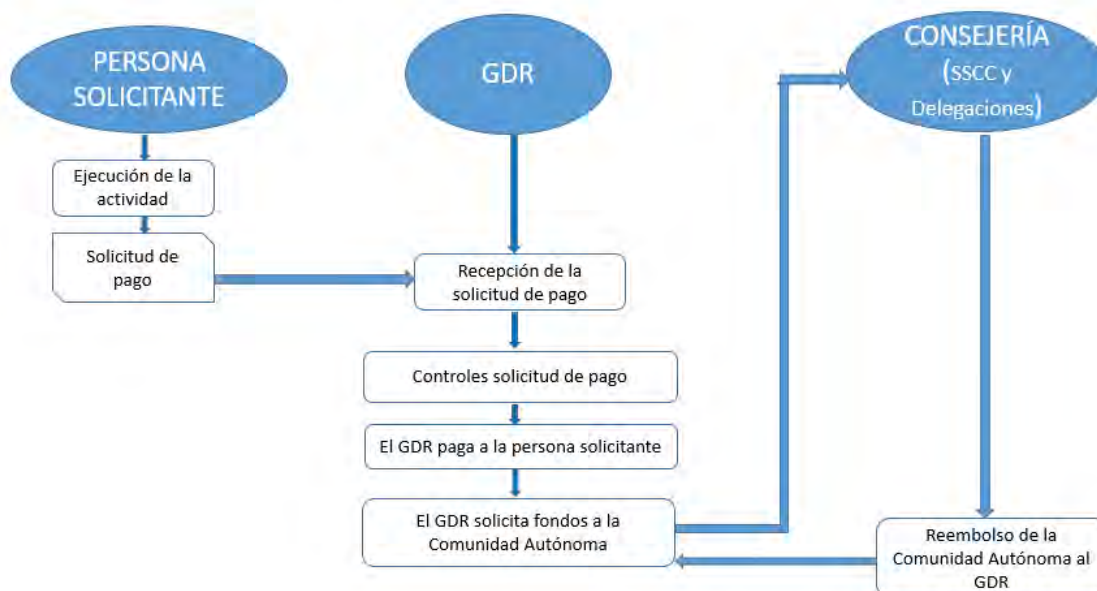 PERSONA
SOLICITANTE
Ejecución de la
actividad
Solicitud de
pago
GDR
Recepción de la
solicitud de pago
Controles solicitud de pago
El GDR paga a la persona solicitante
El GDR solicita fondos a la
Comunidad Autónoma
CONSEJERÍA
(SSCC y
Delegaciones)
Reembolso de la
Comunidad Autónoma al
GDR